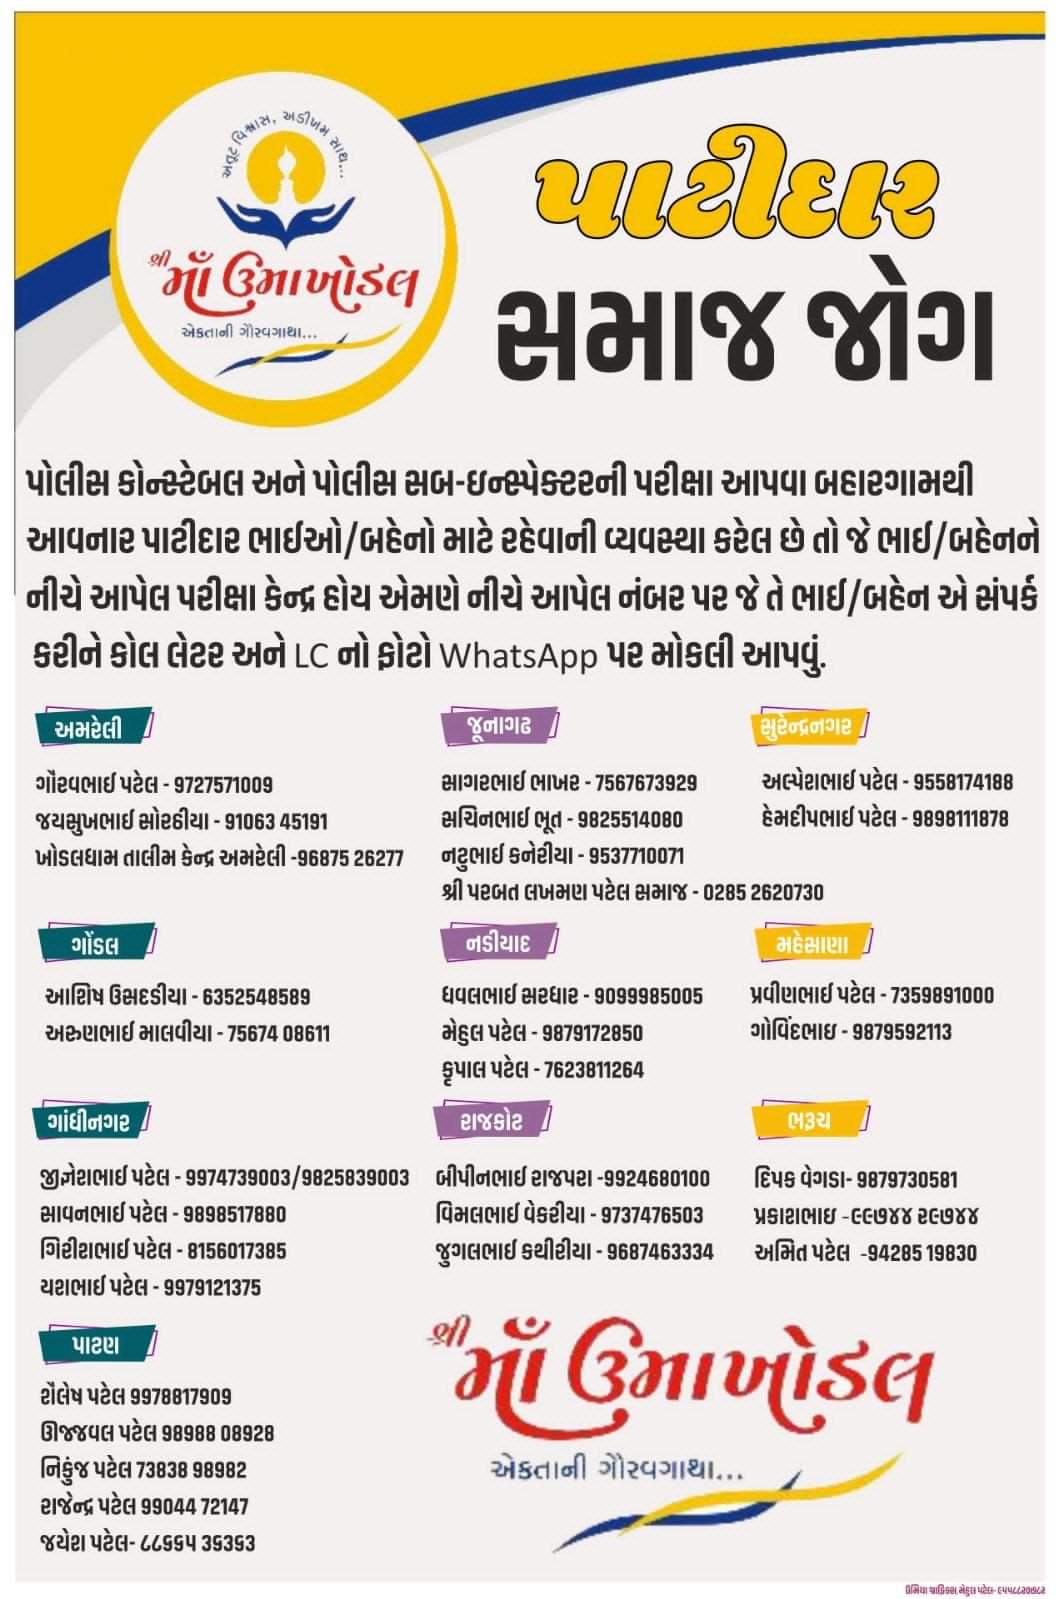 અતૂટ વિશ્વાસ, અડીખમ સાથ...
શ્રી માઁ ઉમાખોડલ
એકતાની ગૌરવગાથા...
પાટીદાર
સમાજ જોગ
પોલીસ કોન્સ્ટેબલ અને પોલીસ સબ-ઇન્સ્પેક્ટરની પરીક્ષા આપવા બહારગામથી
આવનાર પાટીદાર ભાઈઓ/બહેનો માટે રહેવાની વ્યવસ્થા કરેલ છે તો જે ભાઈ/બહેનને
નીચે આપેલ પરીક્ષા કેન્દ્ર હોય એમણે નીચે આપેલ નંબર પર જે તે ભાઈ/બહેન એ સંપર્ક
કરીને કોલ લેટર અને LC નો ફોટો WhatsApp પર મોકલી આપવું.
અમરેલી
ગૌરવભાઈ પટેલ - 9727571009
જયસુખભાઈ સોરઠીયા - 91063 45191
ખોડલધામ તાલીમ કેન્દ્ર અમરેલી -96875 26277
જૂનાગઢ
સાગરભાઈ ભાખર - 7567673929
સચિનભાઈ ભૂત - 9825514080
નટુભાઈ કનેરીયા - 9537710071
શ્રી પરબત લખમણ પટેલ સમાજ - 0285 2620730
સુરેન્દ્રનગર
અલ્પેશભાઈ પટેલ - 9558174188
હેમદીપભાઈ પટેલ - 9898111878
ગોંડલ
આશિષ ઉસદડીયા - 6352548589
અરુણભાઈ માલવીયા - 75674 08611
નડીયાદ
ધવલભાઈ સરધાર - 9099985005
મેહુલ પટેલ - 9879172850
કૃપાલ પટેલ - 7623811264
મહેસાણા
પ્રવીણભાઈ પટેલ - 7359891000
ગોવિંદભાઇ - 9879592113
ગાંધીનગર
જીજ્ઞેશભાઈ પટેલ - 9974739003/9825839003
સાવનભાઈ પટેલ - 9898517880
ગિરીશભાઈ પટેલ - 8156017385
યશભાઈ પટેલ - 9979121375
રાજકોટ
બીપીનભાઈ રાજપરા -9924680100
વિમલભાઈ વેકરીયા - 9737476503
જુગલભાઈ કથીરીયા - 9687463334
ભરૂચ
દિપક વેગડા- 9879730581
પ્રકાશભાઇ -૯૯૭૪૪ ૨૯૭૪૪
અમિત પટેલ -94285 19830
પાટણ
શૈલેષ પટેલ 9978817909
ઊજ્જવલ પટેલ 98988 08928
નિકુંજ પટેલ 73838 98982
રાજેન્દ્ર પટેલ 99044 72147
જયેશ પટેલ- ૮૮૬૬૫ ૩૬૩૬૩
શ્રી માઁ ઉમાખોડલ
એકતાની ગૌરવગાથા...